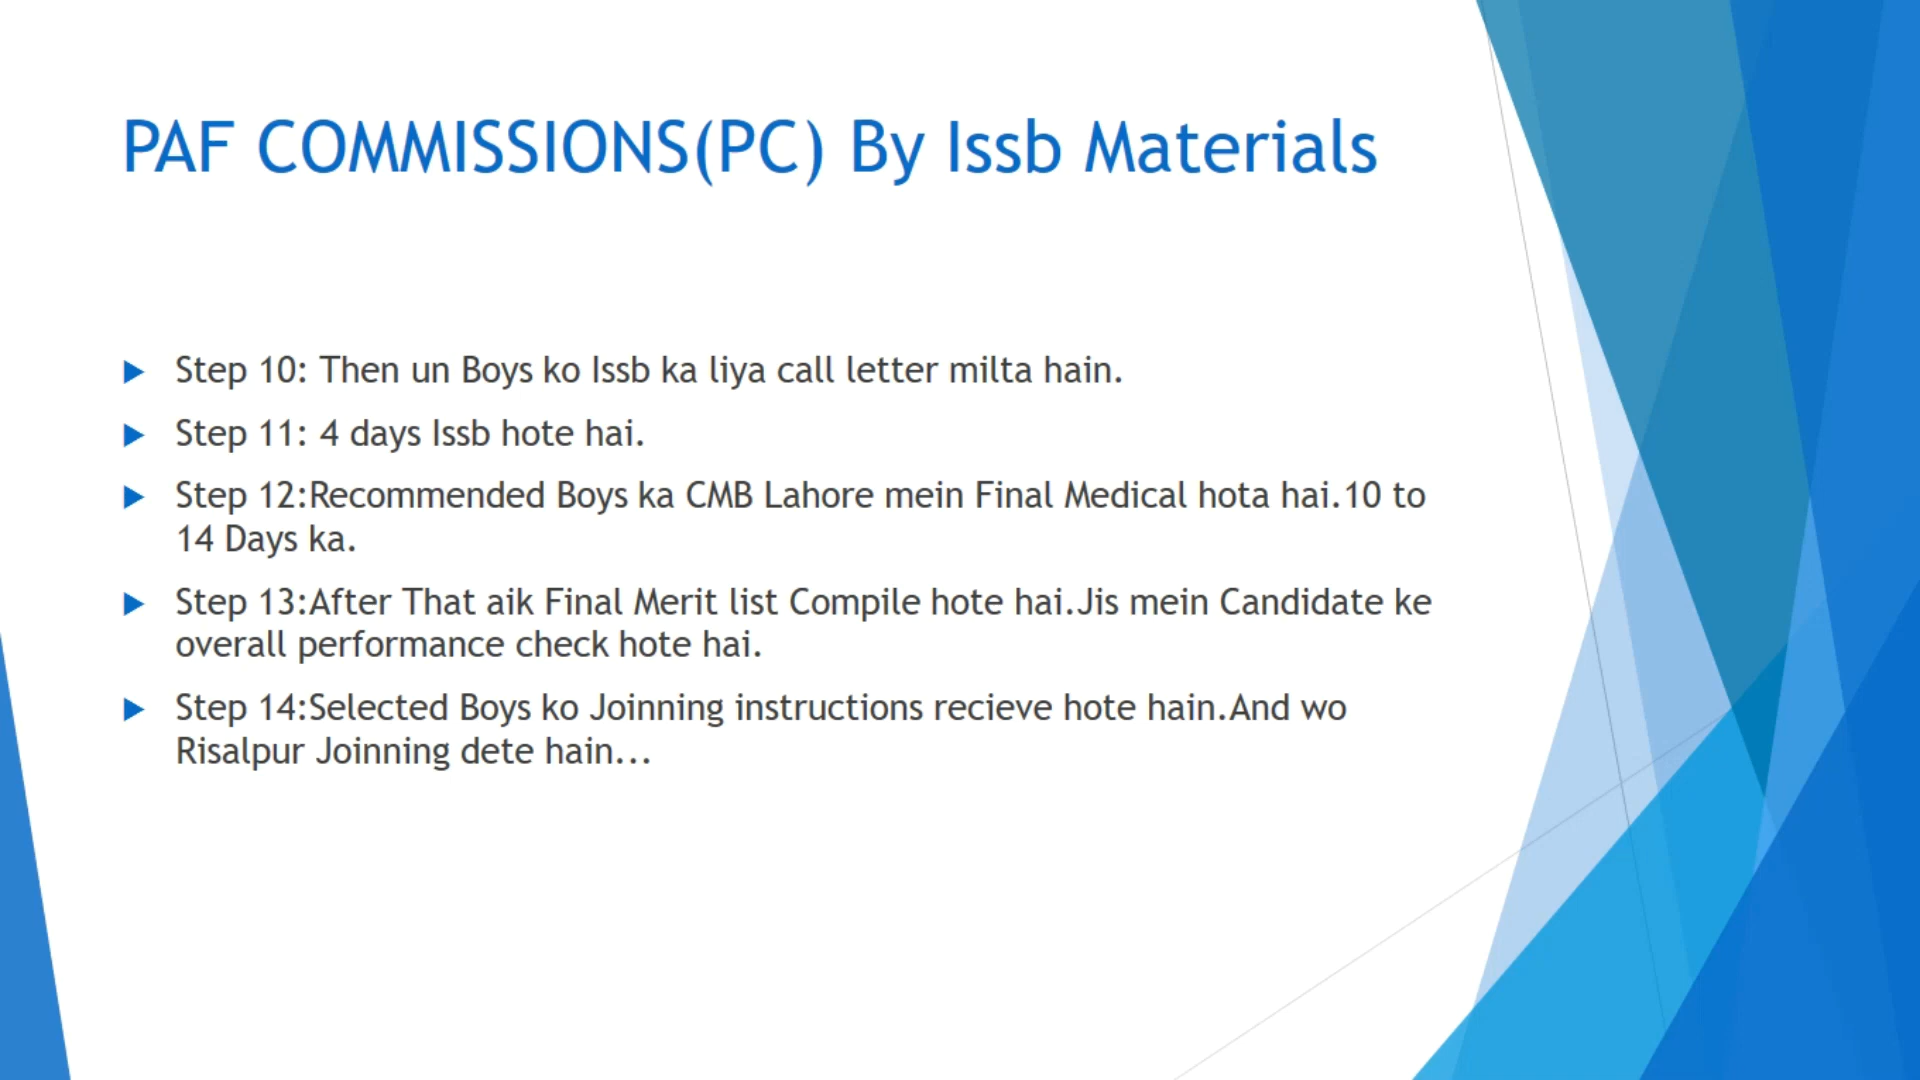 PAF COMMISSIONS(PC) By Issb Materials
Step 10: Then un Boys ko Issb ka liya call letter milta hain.
Step 11: 4 days Issb hote hai.
Step 12:Recommended Boys ka CMB Lahore mein Final Medical hota hai.10 to
14 Days ka.
Step 13:After That aik Final Merit list Compile hote hai.Jis mein Candidate ke
overall performance check hote hai.
Step 14:Selected Boys ko Joinning instructions recieve hote hain.And wo
Risalpur Joinning dete hain...